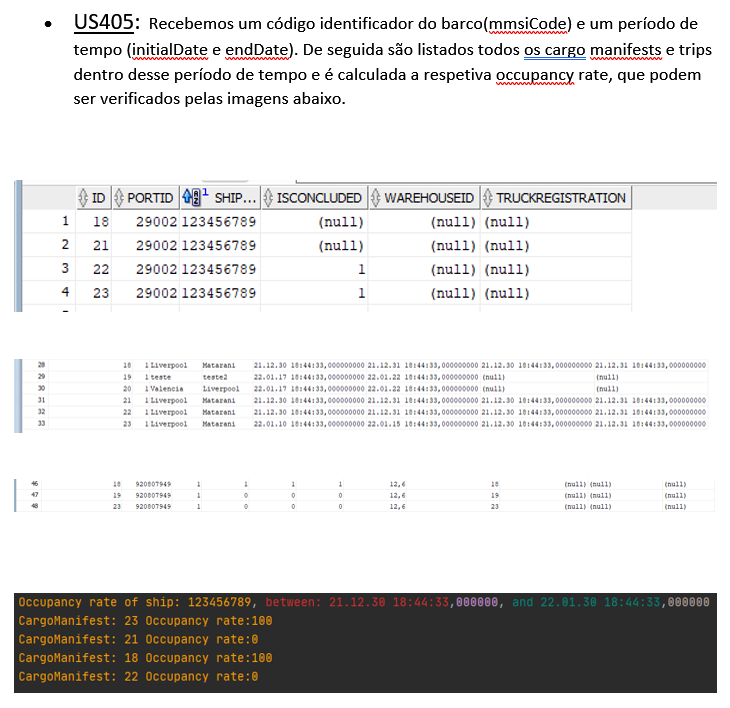 • US405: Recebemos um código identificador do barco(mmsiCode) e um período de
tempo (initialDate e endDate). De seguida são listados todos os cargo manifests e trips
dentro desse período de tempo e é calculada a respetiva occupancy rate, que podem
ser verificados pelas imagens abaixo.
ID PORTID SHIP... ISCONCLUDED WAREHOUSEID TRUCKREGISTRATION
1 18 29002 123456789 (null) (null) (null)
2 21 29002 123456789 (null) (null) (null)
3 22 29002 123456789 1 (null) (null)
4 23 29002 123456789 1 (null) (null)
28 18 1 Liverpool Matarani 21.12.30 18:44:33,000000000 21.12.31 18:44:33,000000000 21.12.30 18:44:33,000000000 21.12.31 18:44:33,000000000
29 19 1 teste teste2 22.01.17 18:44:33,000000000 22.01.22 18:44:33,000000000 (null) (null)
30 20 1 Valencia Liverpool 22.01.17 18:44:33,000000000 22.01.22 18:44:33,000000000 (null) (null)
31 21 1 Liverpool Matarani 21.12.30 18:44:33,000000000 21.12.31 18:44:33,000000000 21.12.30 18:44:33,000000000 21.12.31 18:44:33,000000000
32 22 1 Liverpool Matarani 21.12.30 18:44:33,000000000 21.12.31 18:44:33,000000000 21.12.30 18:44:33,000000000 21.12.31 18:44:33,000000000
33 23 1 Liverpool Matarani 22.01.10 18:44:33,000000000 22.01.15 18:44:33,000000000 21.12.30 18:44:33,000000000 21.12.31 18:44:33,000000000
46 18 920807949 1 1 1 1 12,6 18 (null) (null) (null)
47 19 920807949 1 0 0 0 12,6 19 (null) (null) (null)
48 23 920807949 1 0 0 0 12,6 23 (null) (null) (null)
Occupancy rate of ship: 123456789, between: 21.12.30 18:44:33,000000, and 22.01.30 18:44:33,000000
CargoManifest: 23 Occupancy rate:100
CargoManifest: 21 Occupancy rate:0
CargoManifest: 18 Occupancy rate:100
CargoManifest: 22 Occupancy rate:0